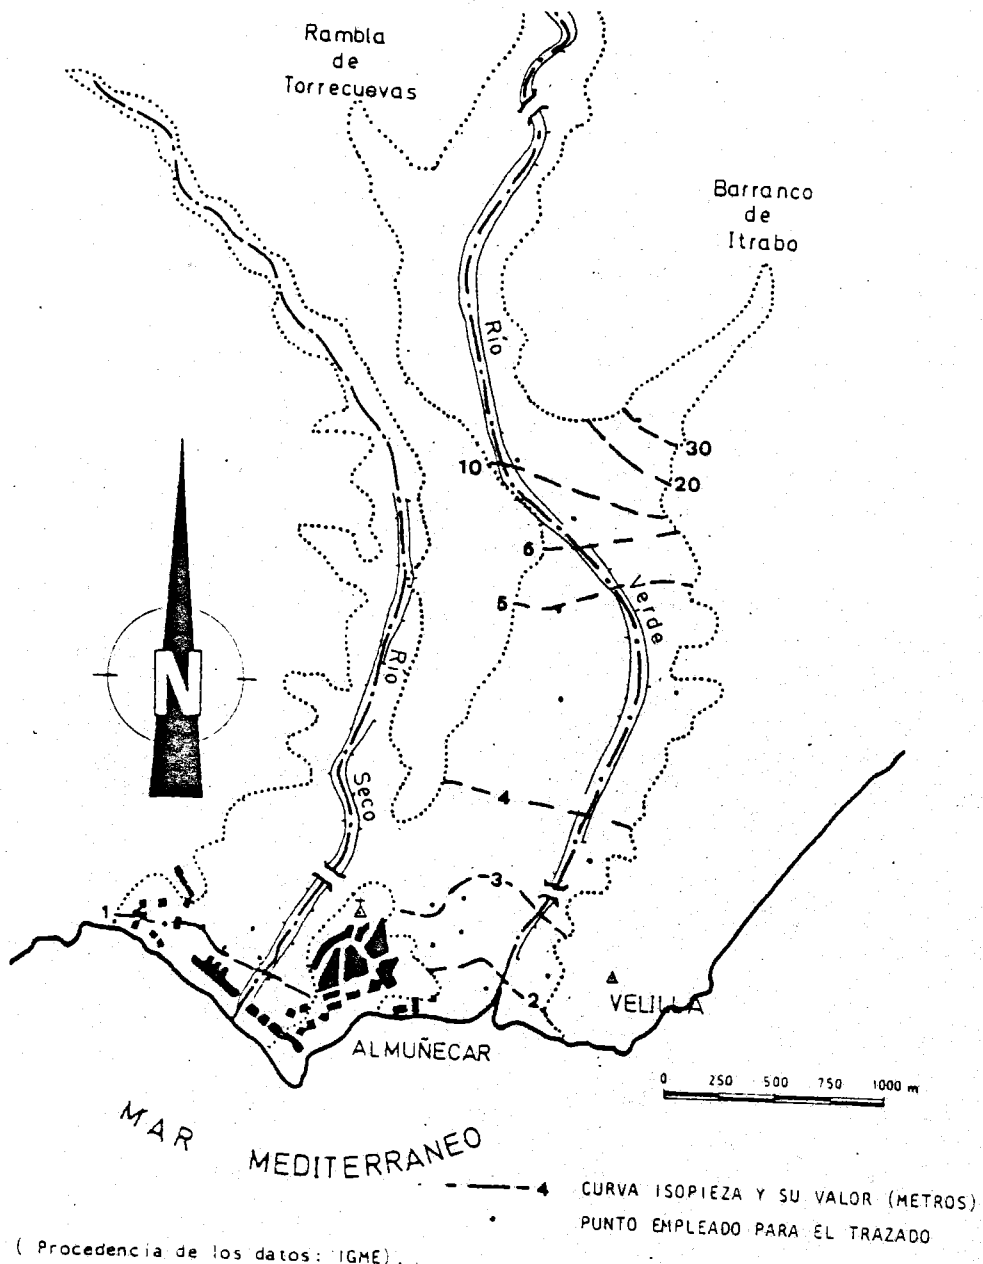 Rambla
de
Torrecuevas
Barranco
de
Itrabo
Río
30
10
20
6
5
Verde
N
Río
Seco
4
3
1
2
VELILLA
ALMUÑECAR
0 250 500 750 1000 m
MAR MEDITERRANEO
4 CURVA ISOPIEZA Y SU VALOR (METROS)
PUNTO EMPLEADO PARA EL TRAZADO
( Procedencia de los datos: IGME).